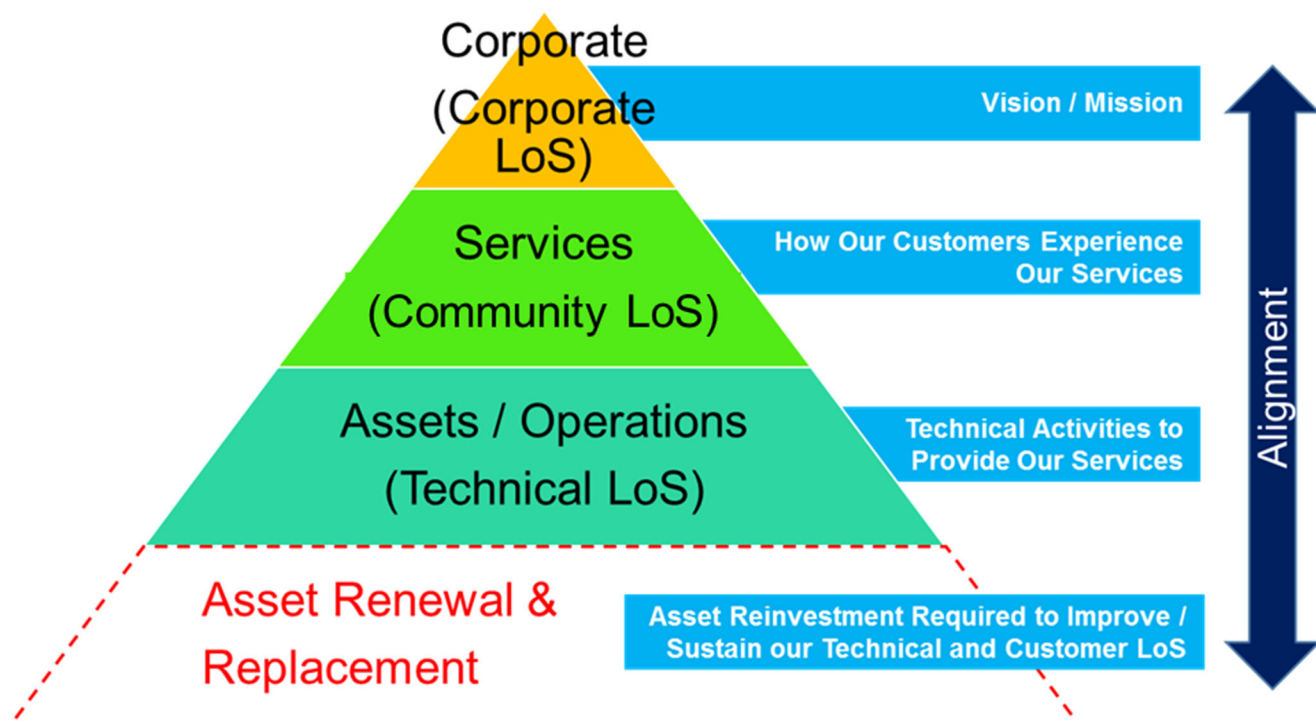 Corporate
(Corporate
LoS)
Vision / Mission
Services
(Community LoS)
How Our Customers Experience
Our Services
Assets / Operations
(Technical LoS)
Technical Activities to
Provide Our Services
Asset Renewal &
Replacement
Asset Reinvestment Required to Improve /
Sustain our Technical and Customer LoS
Alignment